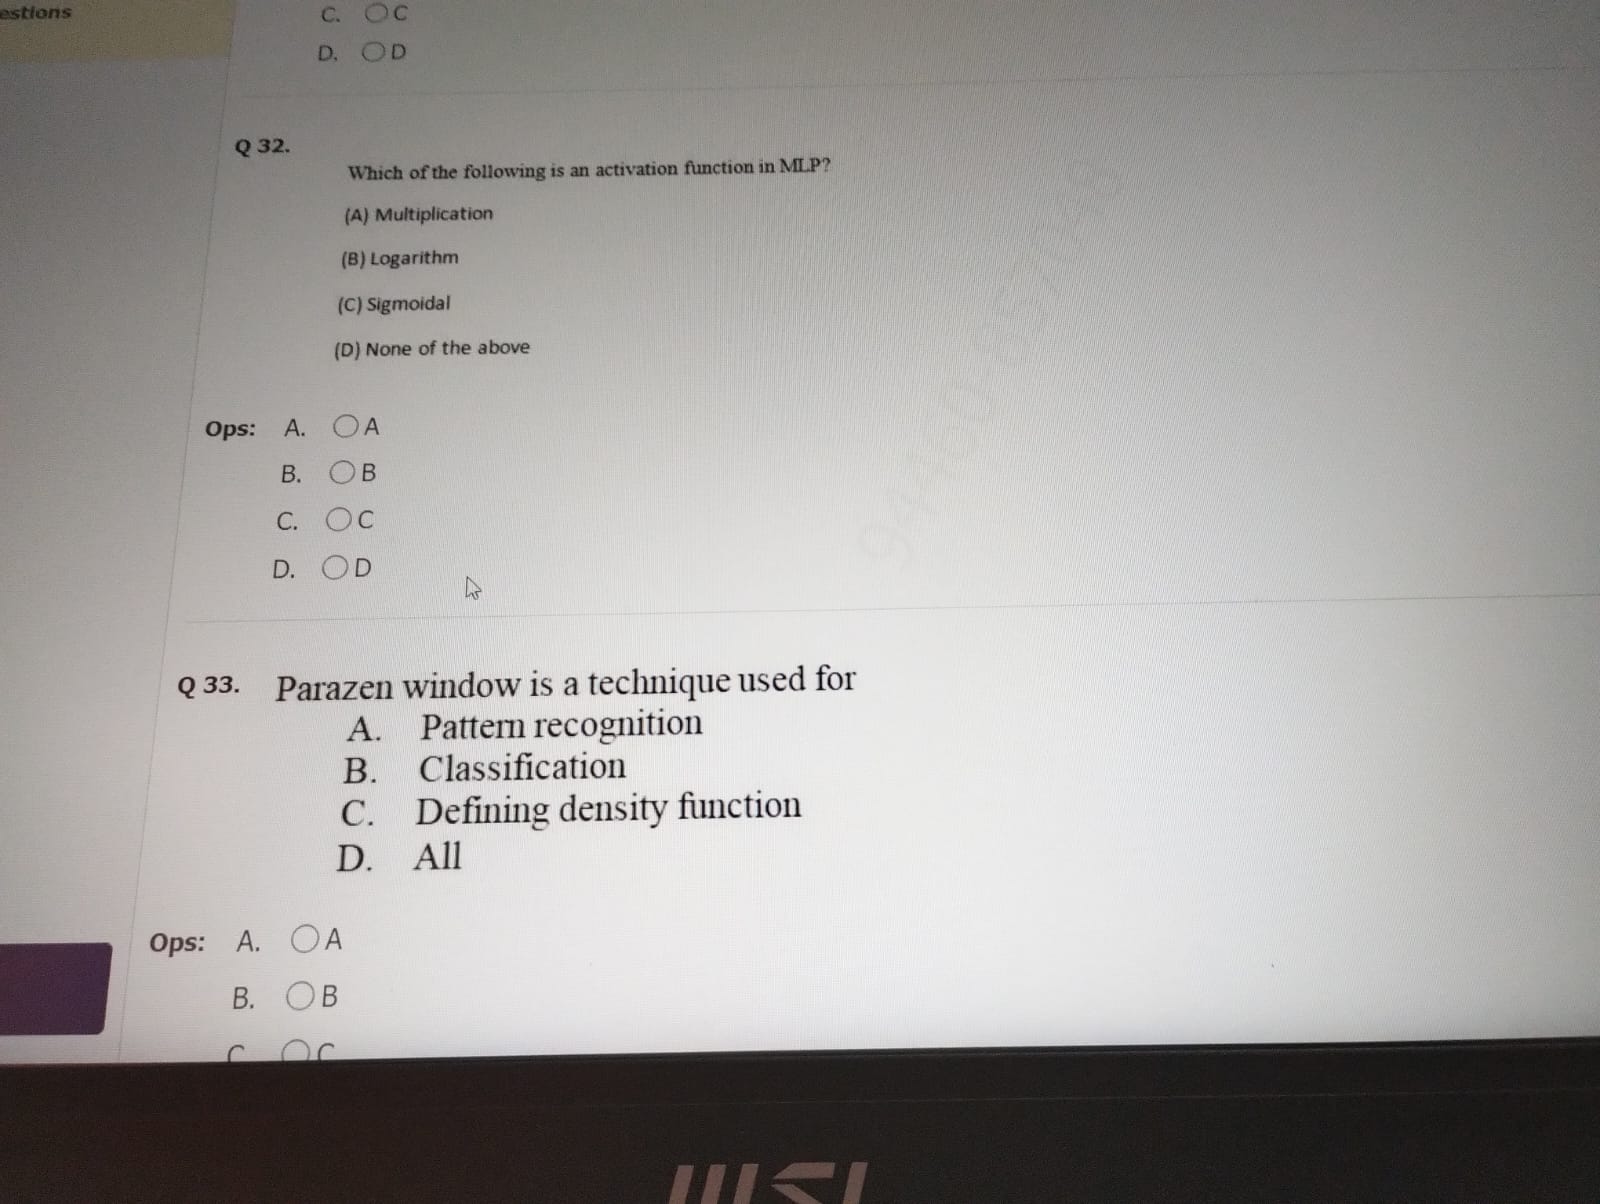 estions
C. C
D. D
Q 32.
Which of the following is an activation function in MLP?
(A) Multiplication
(B) Logarithm
(C) Sigmoidal
(D) None of the above
Ops: A. A
B. B
C. C
D. D
Q 33. Parazen window is a technique used for
A. Pattern recognition
B. Classification
C. Defining density function
D. All
Ops: A. A
B. B
C C
msi